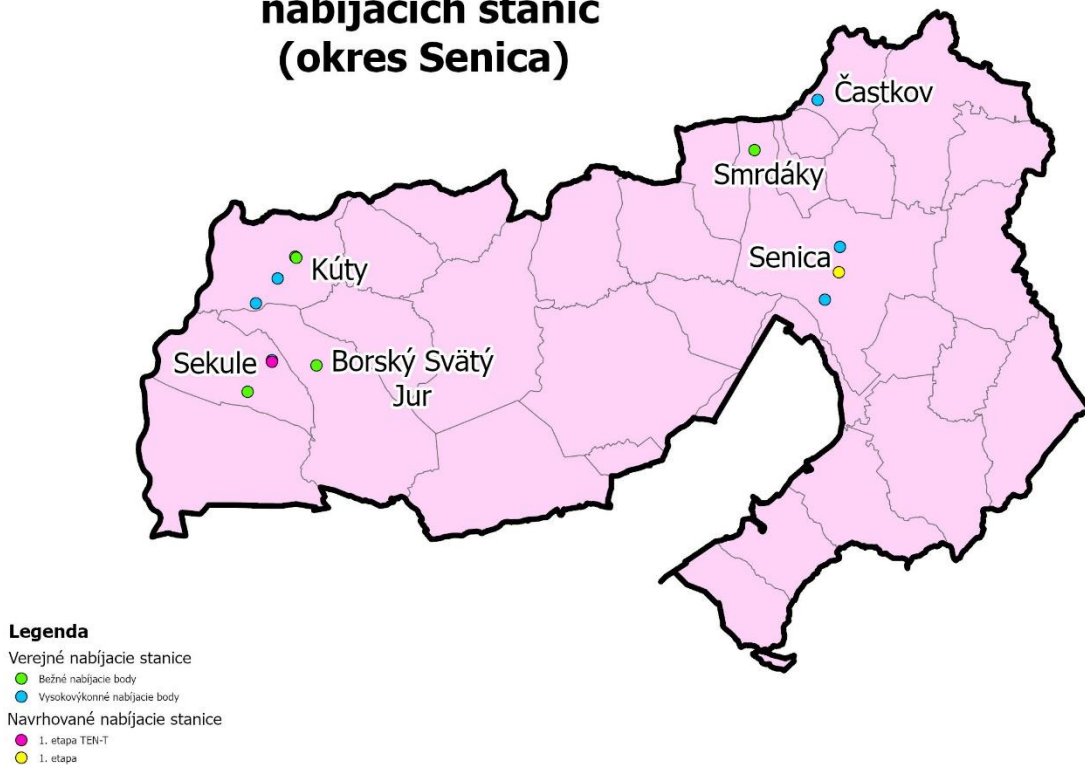 nabíjacích staníc
(okres Senica)
Častkov
Smrdáky
Senica
Kúty
Sekule
Borský Svätý
Jur
Legenda
Verejné nabíjacie stanice
Bežné nabíjacie body
Vysokovýkonné nabíjacie body
Navrhované nabíjacie stanice
1. etapa TEN-T
1. etapa